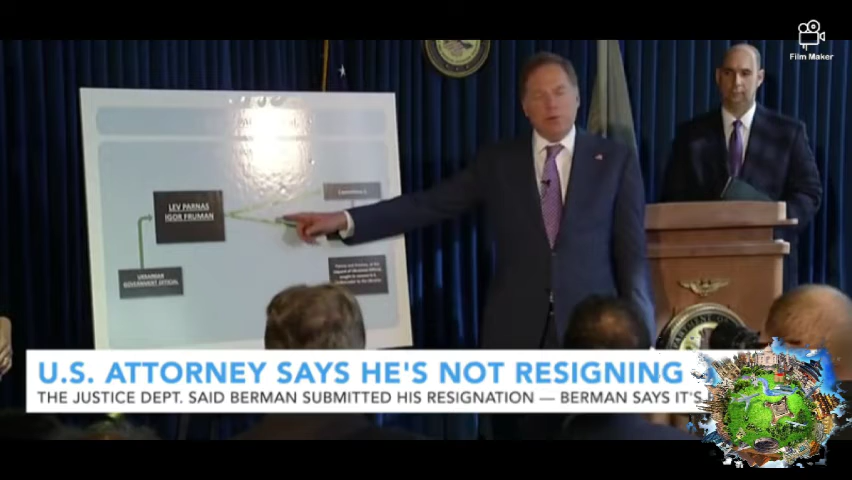 Film Maker
LEV PARNAS
IGOR FRUMAN
UKRAINIAN
GOVERNMENT OFFICIAL
U.S. ATTORNEY SAYS HE'S NOT RESIGNING
THE JUSTICE DEPT. SAID BERMAN SUBMITTED HIS RESIGNATION — BERMAN SAYS IT'S